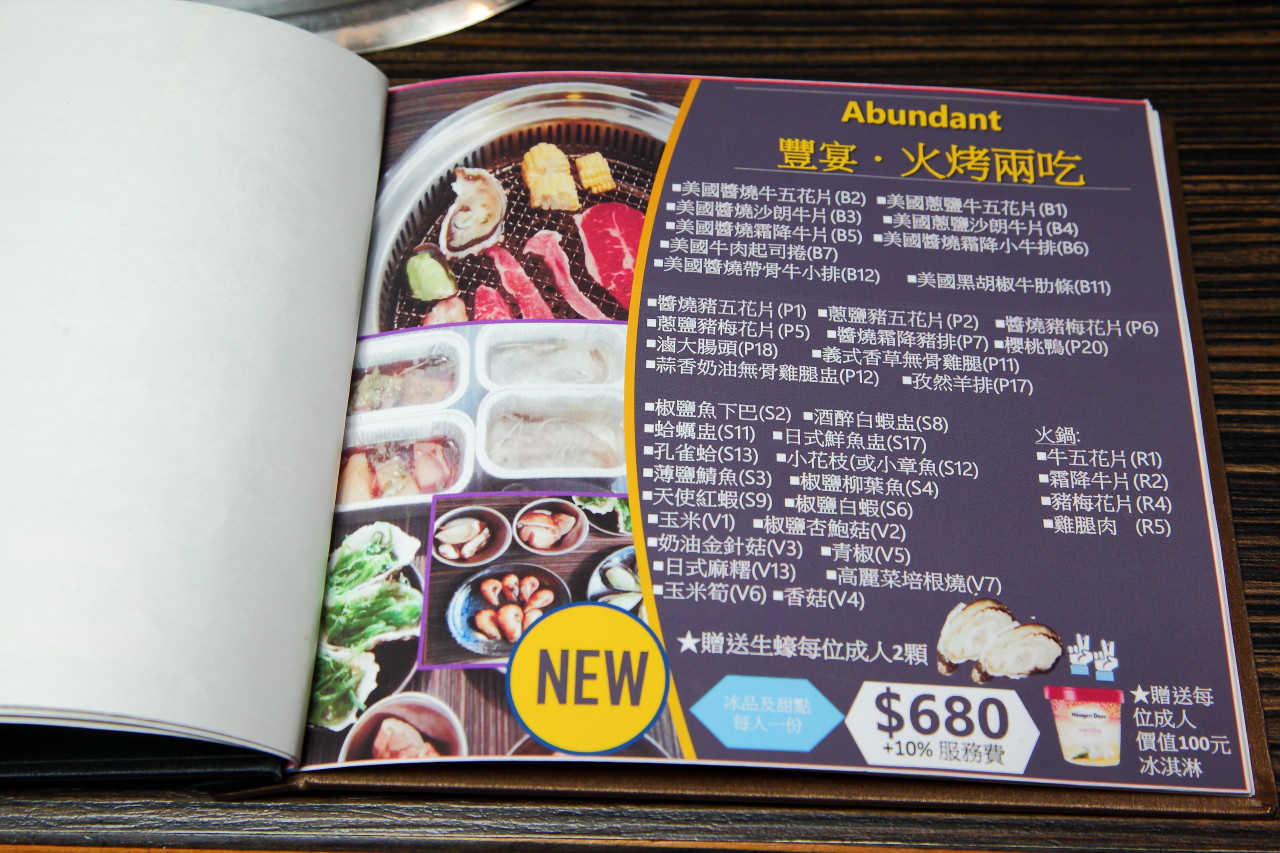 Abundant
豐宴・火烤兩吃
■美國醬燒牛五花片(B2) ■美國蔥鹽牛五花片(B1)
■美國醬燒沙朗牛片(B3) ■美國蔥鹽沙朗牛片(B4)
■美國醬燒霜降牛片(B5) ■美國醬燒霜降小牛排(B6)
■美國牛肉起司捲(B7)
■美國醬燒帶骨牛小排(B12) ■美國黑胡椒牛肋條(B11)
■醬燒豬五花片(P1) ■蔥鹽豬五花片(P2) ■醬燒豬梅花片(P6)
■蔥鹽豬梅花片(P5) ■醬燒霜降豬排(P7) ■櫻桃鴨(P20)
■滷大腸頭(P18) ■義式香草無骨雞腿(P11)
■蒜香奶油無骨雞腿盅(P12) ■孜然羊排(P17)
■椒鹽魚下巴(S2) ■酒醉白蝦盅(S8)
■蛤蠣盅(S11) ■日式鮮魚盅(S17)
■孔雀蛤(S13) ■小花枝(或小章魚(S12)
■薄鹽鯖魚(S3) ■椒鹽柳葉魚(S4)
■天使紅蝦(S9) ■椒鹽白蝦(S6)
■玉米(V1) ■椒鹽杏鮑菇(V2)
■奶油金針菇(V3) ■青椒(V5)
■日式麻糬(V13) ■高麗菜培根燒(V7)
■玉米筍(V6) ■香菇(V4)
火鍋:
■牛五花片(R1)
■霜降牛片(R2)
■豬梅花片(R4)
■雞腿肉 (R5)
★贈送生蠔每位成人2顆
NEW
冰品及甜點
每人一份
$680
+10% 服務費
Häagen-Dazs
vanilla
★贈送每
位成人
價值100元
冰淇淋